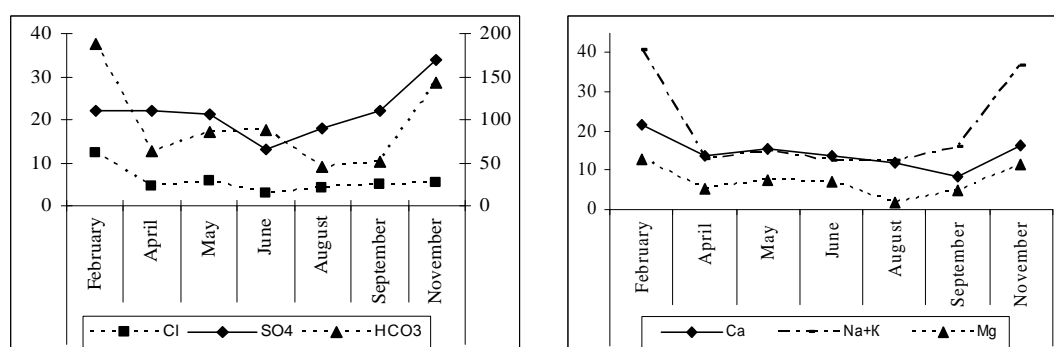 40
30
20
10
0
200
150
100
50
0
February
April
May
June
August
September
November
Cl
SO4
HCO3
40
30
20
10
0
February
April
May
June
August
September
November
Ca
Na+K
Mg